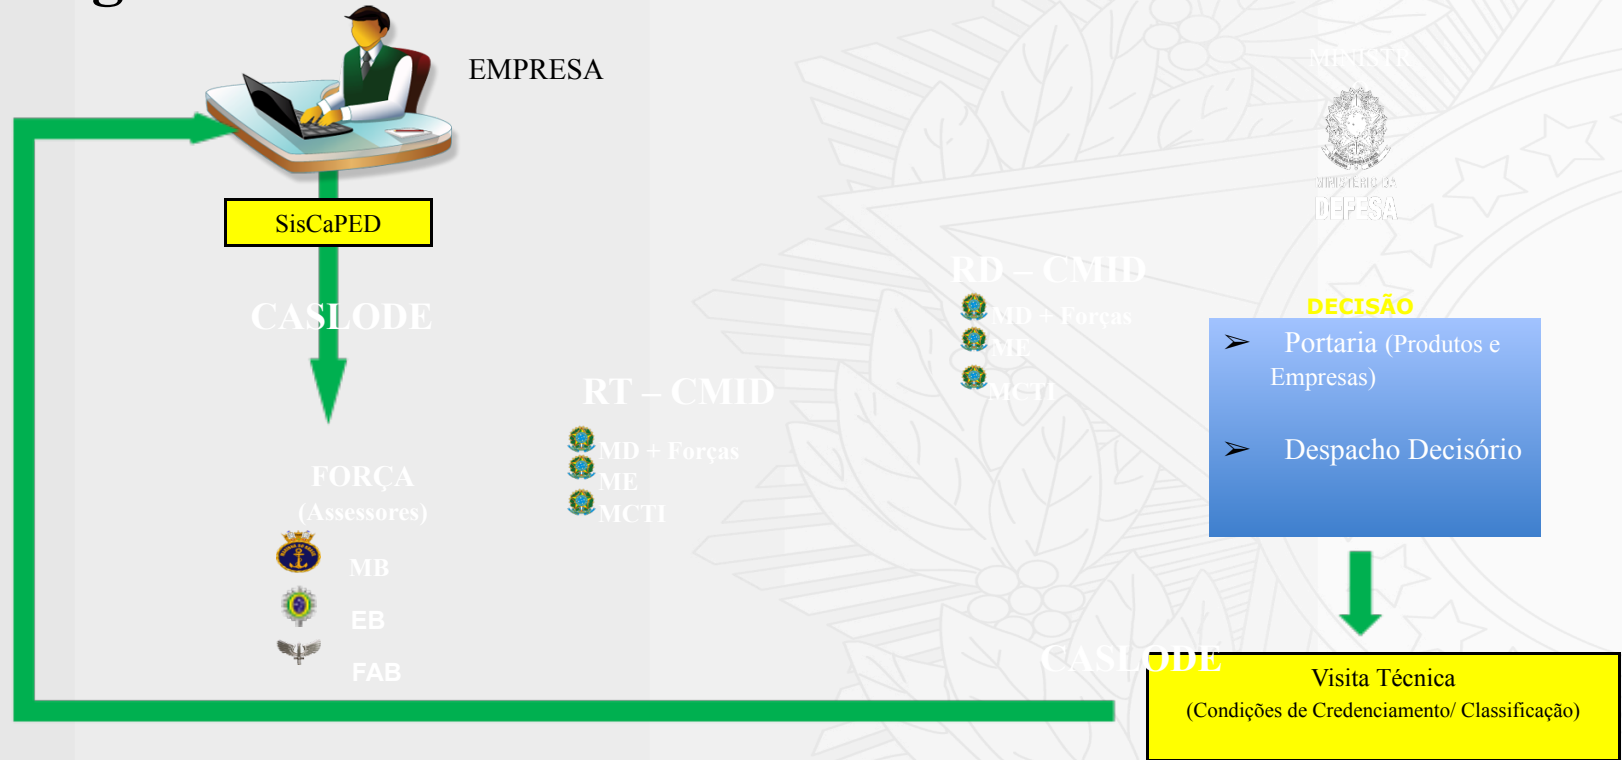 EMPRESA
SisCaPED
CASLODE
FORÇA
(Assessores)
MB
EB
FAB
RT – CMID
MD + Forças
ME
MCTI
RD – CMID
MD + Forças
ME
MCTI
MINISTR
MINISTÉRIO DA
DEFESA
DECISÃO
➢ Portaria (Produtos e
Empresas)
➢ Despacho Decisório
CASLODE
Visita Técnica
(Condições de Credenciamento/ Classificação)